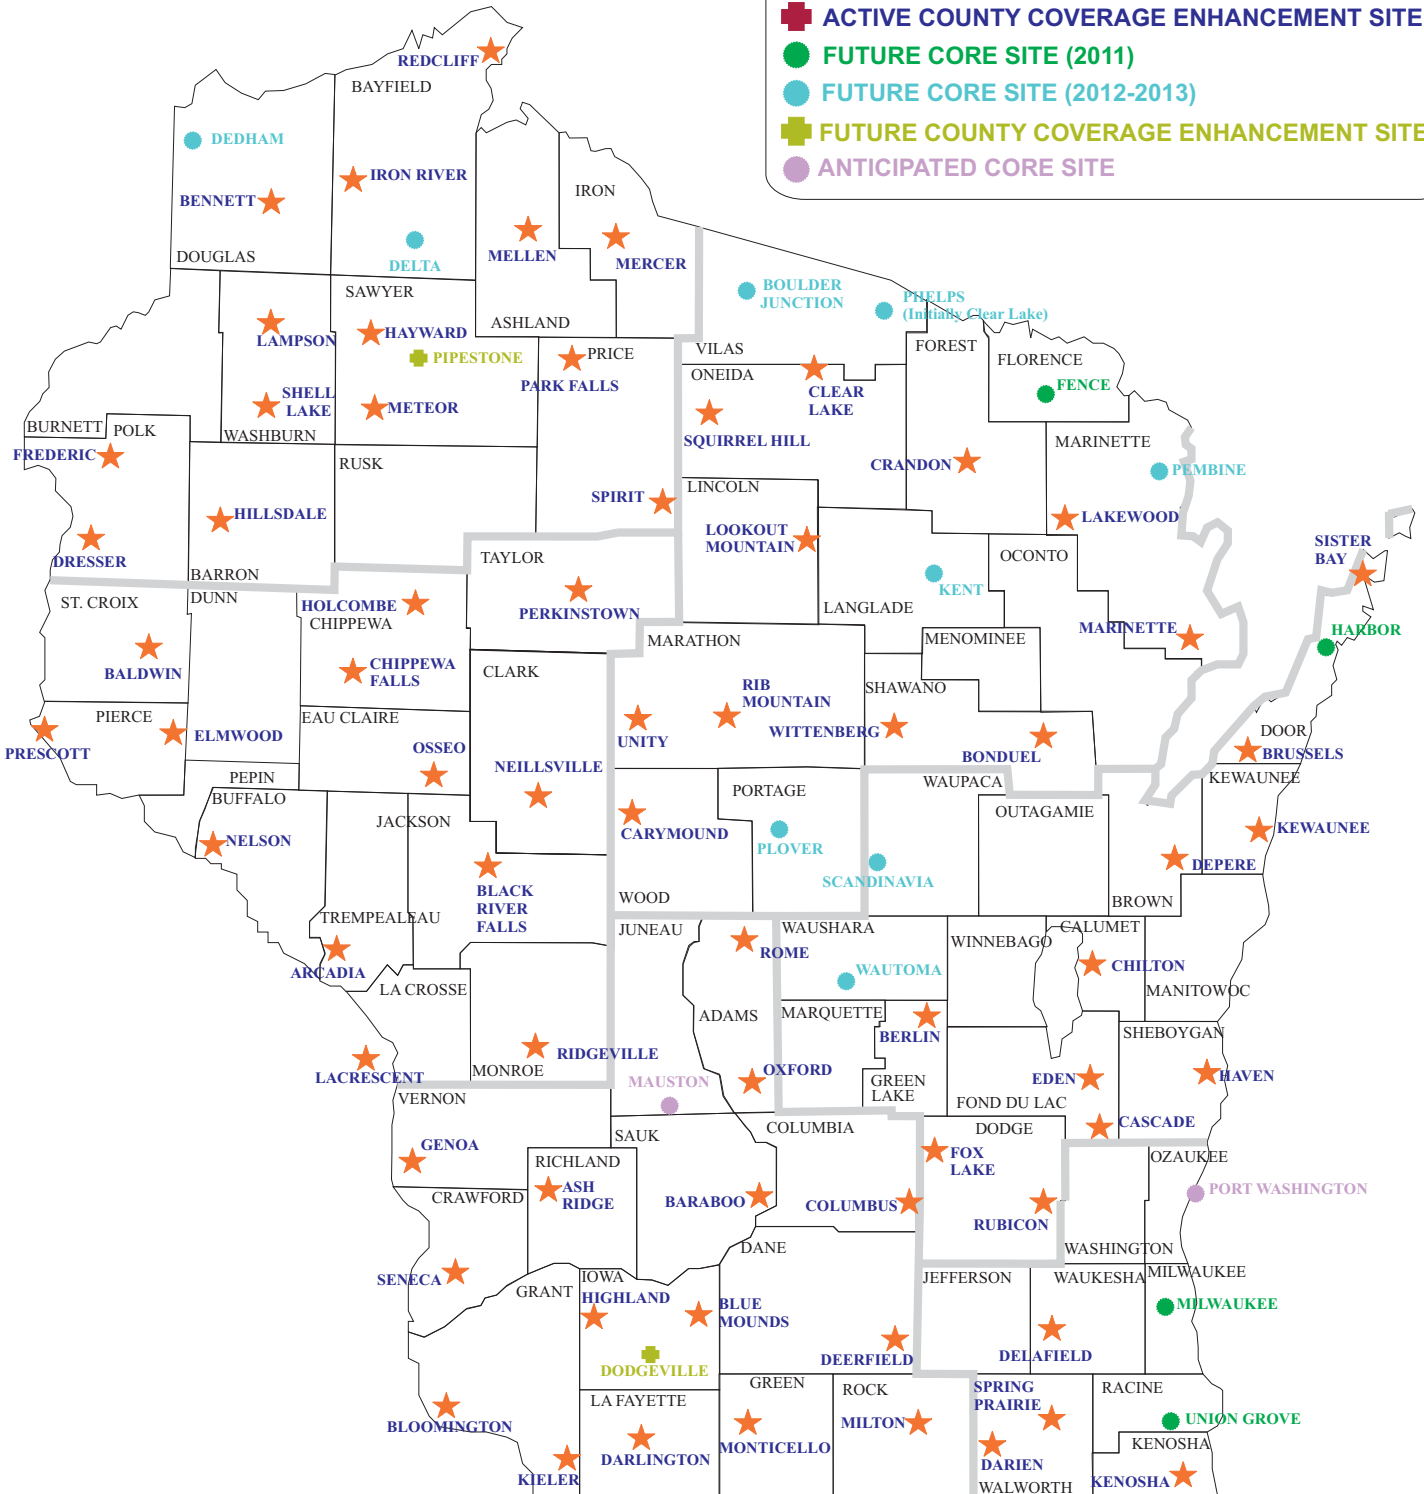 ACTIVE COUNTY COVERAGE ENHANCEMENT SITE
FUTURE CORE SITE (2011)
FUTURE CORE SITE (2012-2013)
FUTURE COUNTY COVERAGE ENHANCEMENT SITE
ANTICIPATED CORE SITE
REDCLIFF
BAYFIELD
DEDHAM
IRON RIVER
BENNETT
IRON
DOUGLAS
DELTA
MELLEN
MERCER
SAWYER
BOULDER
JUNCTION
PHELPS
(Initially Clear Lake)
LAMPSON
HAYWARD
ASHLAND
PIPESTONE
PRICE
PARK FALLS
VILAS
ONEIDA
FOREST
FLORENCE
FENCE
SHELL
LAKE
METEOR
CLEAR
LAKE
BURNETT
POLK
WASHBURN
SQUIRREL HILL
MARINETTE
FREDERIC
RUSK
CRANDON
PEMBINE
SPIRIT
LINCOLN
HILLSDALE
LOOKOUT
MOUNTAIN
LAKEWOOD
DRESSER
BARRON
TAYLOR
OCONTO
SISTER
BAY
ST. CROIX
DUNN
HOLCOMBE
CHIPPEWA
PERKINSTOWN
KENT
LANGLADE
MARATHON
MENOMINEE
MARINETTE
HARBOR
BALDWIN
CHIPPEWA
FALLS
CLARK
RIB
MOUNTAIN
SHAWANO
PIERCE
EAU CLAIRE
PRESCOTT
ELMWOOD
OSSEO
UNITY
WITTENBERG
BONDUEL
DOOR
BRUSSELS
NEILLSVILLE
PEPIN
BUFFALO
PORTAGE
WAUPACA
KEWAUNEE
JACKSON
CARYMOUND
OUTAGAMIE
NELSON
PLOVER
KEWAUNEE
DEPERE
SCANDINAVIA
BLACK
RIVER
FALLS
WOOD
BROWN
TREMPEALEAU
JUNEAU
WAUSHARA
WINNEBAGO
CALUMET
ARCADIA
ROME
WAUTOMA
CHILTON
LA CROSSE
MANITOWOC
ADAMS
MARQUETTE
BERLIN
SHEBOYGAN
RIDGEVILLE
LACRESCENT
MONROE
MAUSTON
OXFORD
GREEN
LAKE
EDEN
HAVEN
VERNON
FOND DU LAC
CASCADE
SAUK
COLUMBIA
DODGE
GENOA
RICHLAND
FOX
LAKE
OZAUKEE
CRAWFORD
ASH
RIDGE
BARABOO
COLUMBUS
RUBICON
PORT WASHINGTON
DANE
WASHINGTON
SENECA
GRANT
IOWA
HIGHLAND
JEFFERSON
WAUKESHA
MILWAUKEE
BLUE
MOUNDS
MILWAUKEE
DODGEVILLE
DEERFIELD
DELAFIELD
LA FAYETTE
GREEN
ROCK
SPRING
PRAIRIE
RACINE
BLOOMINGTON
MONTICELLO
MILTON
UNION GROVE
KENOSHA
DARLINGTON
DARIEN
KIELER
WALWORTH
KENOSHA